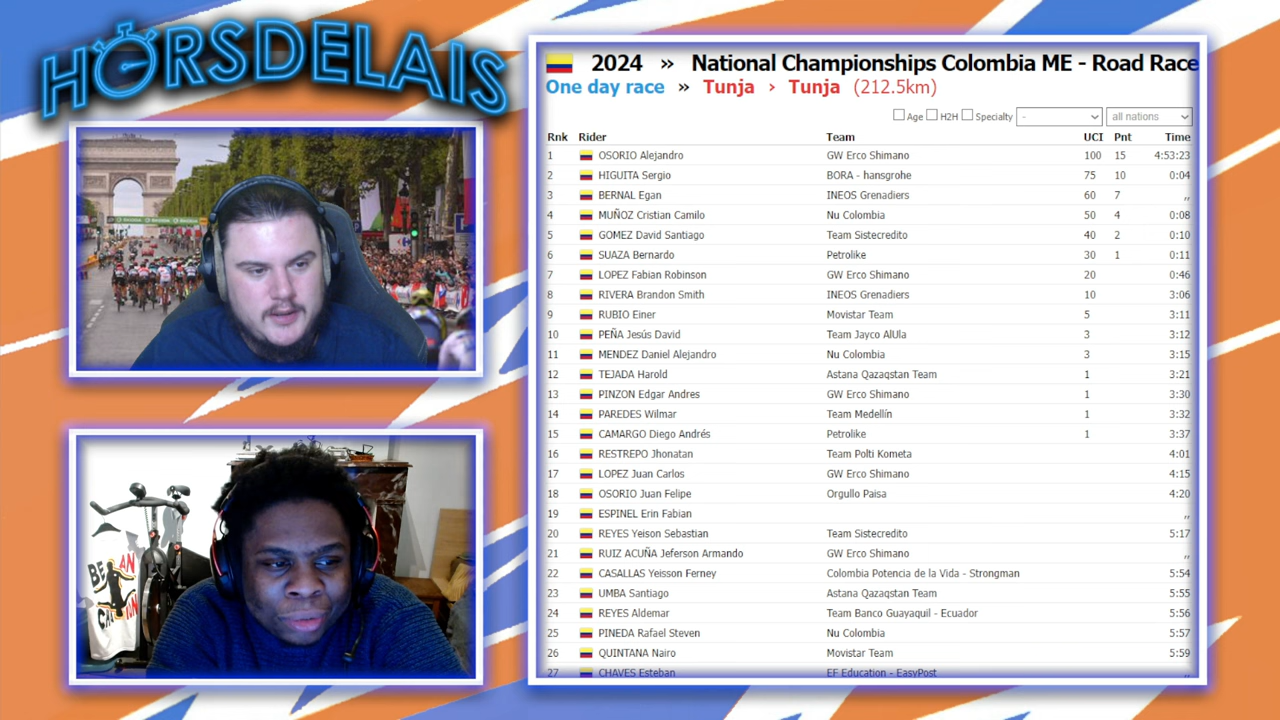 HORSDELAIS
2024 » National Championships Colombia ME - Road Race
One day race » Tunja › Tunja (212.5km)
Age H2H Specialty - all nations
Rnk Rider Team UCI Pnt Time
1 OSORIO Alejandro GW Erco Shimano 100 15 4:53:23
2 HIGUITA Sergio BORA - hansgrohe 75 10 0:04
3 BERNAL Egan INEOS Grenadiers 60 7 ,,
4 MUÑOZ Cristian Camilo Nu Colombia 50 4 0:08
5 GOMEZ David Santiago Team Sistecredito 40 2 0:10
6 SUAZA Bernardo Petrolike 30 1 0:11
7 LOPEZ Fabian Robinson GW Erco Shimano 20 0:46
8 RIVERA Brandon Smith INEOS Grenadiers 10 3:06
9 RUBIO Einer Movistar Team 5 3:11
10 PEÑA Jesús David Team Jayco AlUla 3 3:12
11 MENDEZ Daniel Alejandro Nu Colombia 3 3:15
12 TEJADA Harold Astana Qazaqstan Team 1 3:21
13 PINZON Edgar Andres GW Erco Shimano 1 3:30
14 PAREDES Wilmar Team Medellín 1 3:32
15 CAMARGO Diego Andrés Petrolike 1 3:37
16 RESTREPO Jhonatan Team Polti Kometa 4:01
17 LOPEZ Juan Carlos GW Erco Shimano 4:15
18 OSORIO Juan Felipe Orgullo Paisa 4:20
19 ESPINEL Erin Fabian ,,
20 REYES Yeison Sebastian Team Sistecredito 5:17
21 RUIZ ACUÑA Jeferson Armando GW Erco Shimano ,,
22 CASALLAS Yeisson Ferney Colombia Potencia de la Vida - Strongman 5:54
23 UMBA Santiago Astana Qazaqstan Team 5:55
24 REYES Aldemar Team Banco Guayaquil - Ecuador 5:56
25 PINEDA Rafael Steven Nu Colombia 5:57
26 QUINTANA Nairo Movistar Team 5:59
27 CHAVES Esteban EF Education - EasyPost ,,
BE AN